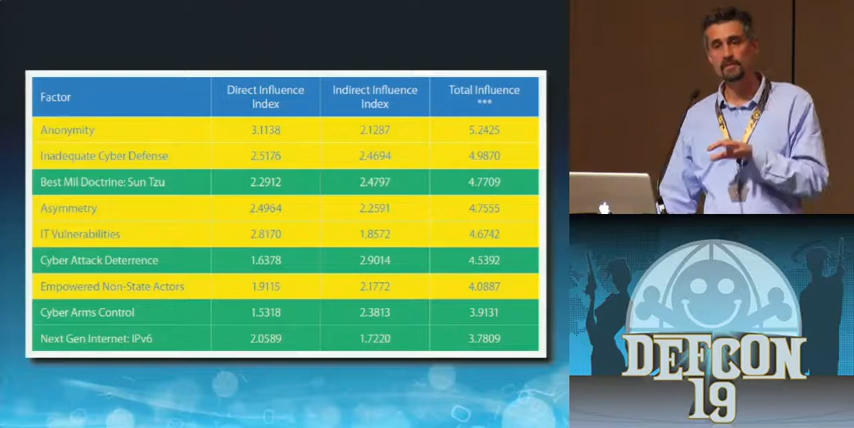 Factor Direct Influence Index Indirect Influence Index Total Influence ***
Anonymity 3.1138 2.1287 5.2425
Inadequate Cyber Defense 2.5176 2.4694 4.9870
Best Mil Doctrine: Sun Tzu 2.2912 2.4797 4.7709
Asymmetry 2.4964 2.2591 4.7555
IT Vulnerabilities 2.8170 1.8572 4.6742
Cyber Attack Deterrence 1.6378 2.9014 4.5392
Empowered Non-State Actors 1.9115 2.1772 4.0887
Cyber Arms Control 1.5318 2.3813 3.9131
Next Gen Internet: IPv6 2.0589 1.7220 3.7809
DEFCON
19